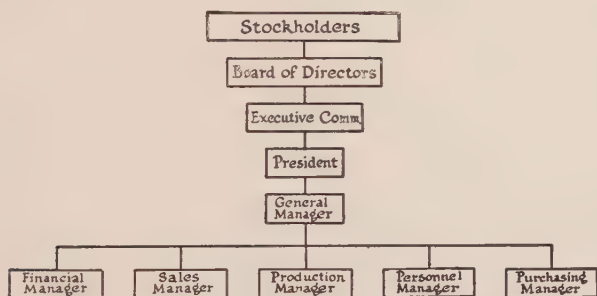 Stockholders
Board of Directors
Executive Comm.
President
General
Manager
Financial
Manager
Sales
Manager
Production
Manager
Personnel
Manager
Purchasing
Manager